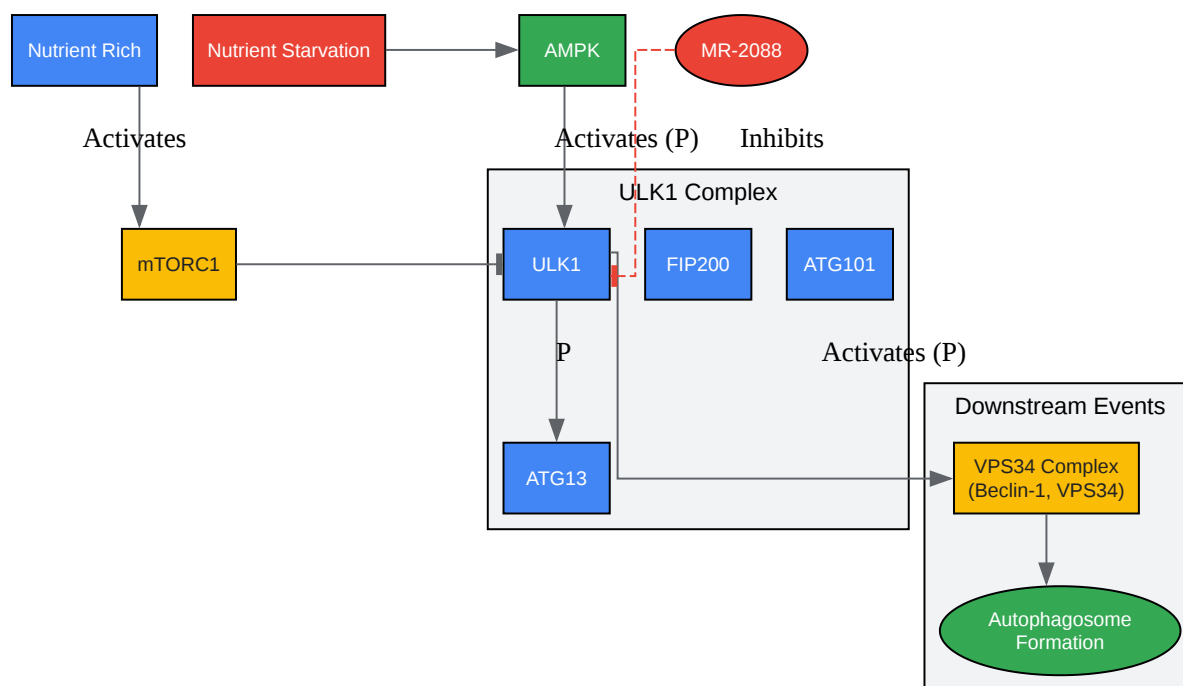 Nutrient Rich
Nutrient Starvation
AMPK
MR-2088
Activates
Activates (P)
Inhibits
ULK1 Complex
mTORC1
ULK1
FIP200
ATG101
P
Activates (P)
Downstream Events
ATG13
VPS34 Complex
(Beclin-1, VPS34)
Autophagosome
Formation